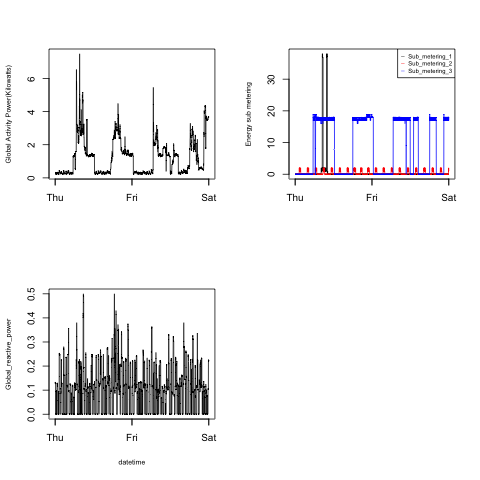 Global Activity Power(Kilowatts)
0 2 4 6
Thu Fri Sat
Energy sub metering
0 10 20 30
Sub_metering_1
Sub_metering_2
Sub_metering_3
Thu Fri Sat
Global_reactive_power
0.0 0.1 0.2 0.3 0.4 0.5
Thu Fri Sat
datetime